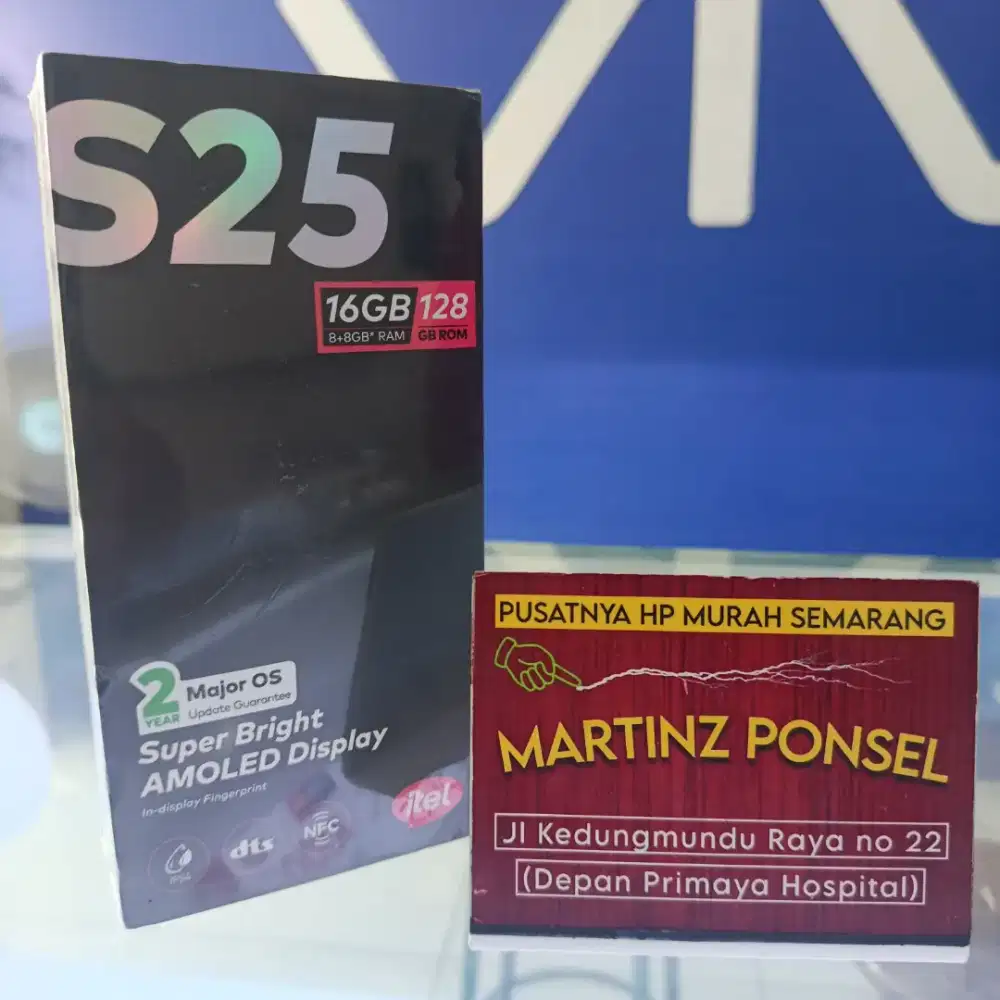 S25
16GB 128
8+8GB* RAM GB ROM
2 Major OS
YEAR Update Guarantee
Super Bright
AMOLED Display
In-display Fingerprint
itel
IP54 dts NFC
PUSATNYA HP MURAH SEMARANG
MARTINZ PONSEL
Jl Kedungmundu Raya no 22
(Depan Primaya Hospital)